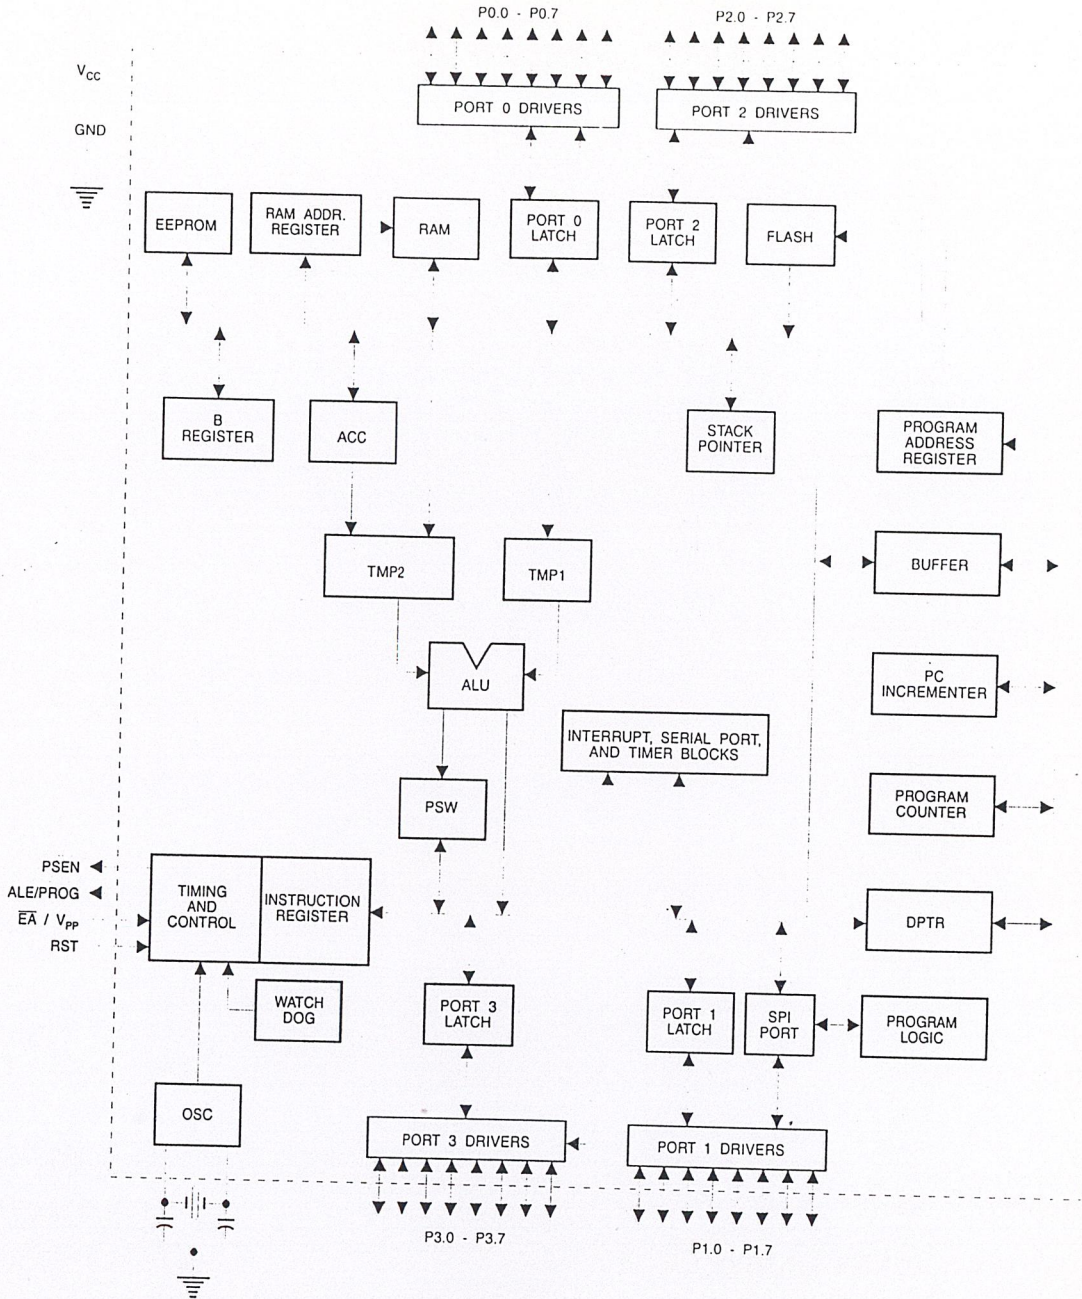 P0.0 - P0.7
P2.0 - P2.7
VCC
GND
PORT 0 DRIVERS
PORT 2 DRIVERS
EEPROM
RAM ADDR.
REGISTER
RAM
PORT 0
LATCH
PORT 2
LATCH
FLASH
B
REGISTER
ACC
STACK
POINTER
PROGRAM
ADDRESS
REGISTER
TMP2
TMP1
BUFFER
ALU
PC
INCREMENTER
INTERRUPT, SERIAL PORT,
AND TIMER BLOCKS
PSW
PROGRAM
COUNTER
PSEN
ALE/PROG
E̅A̅ / VPP
RST
TIMING
AND
CONTROL
INSTRUCTION
REGISTER
DPTR
WATCH
DOG
PORT 3
LATCH
PORT 1
LATCH
SPI
PORT
PROGRAM
LOGIC
OSC
PORT 3 DRIVERS
PORT 1 DRIVERS
P3.0 - P3.7
P1.0 - P1.7